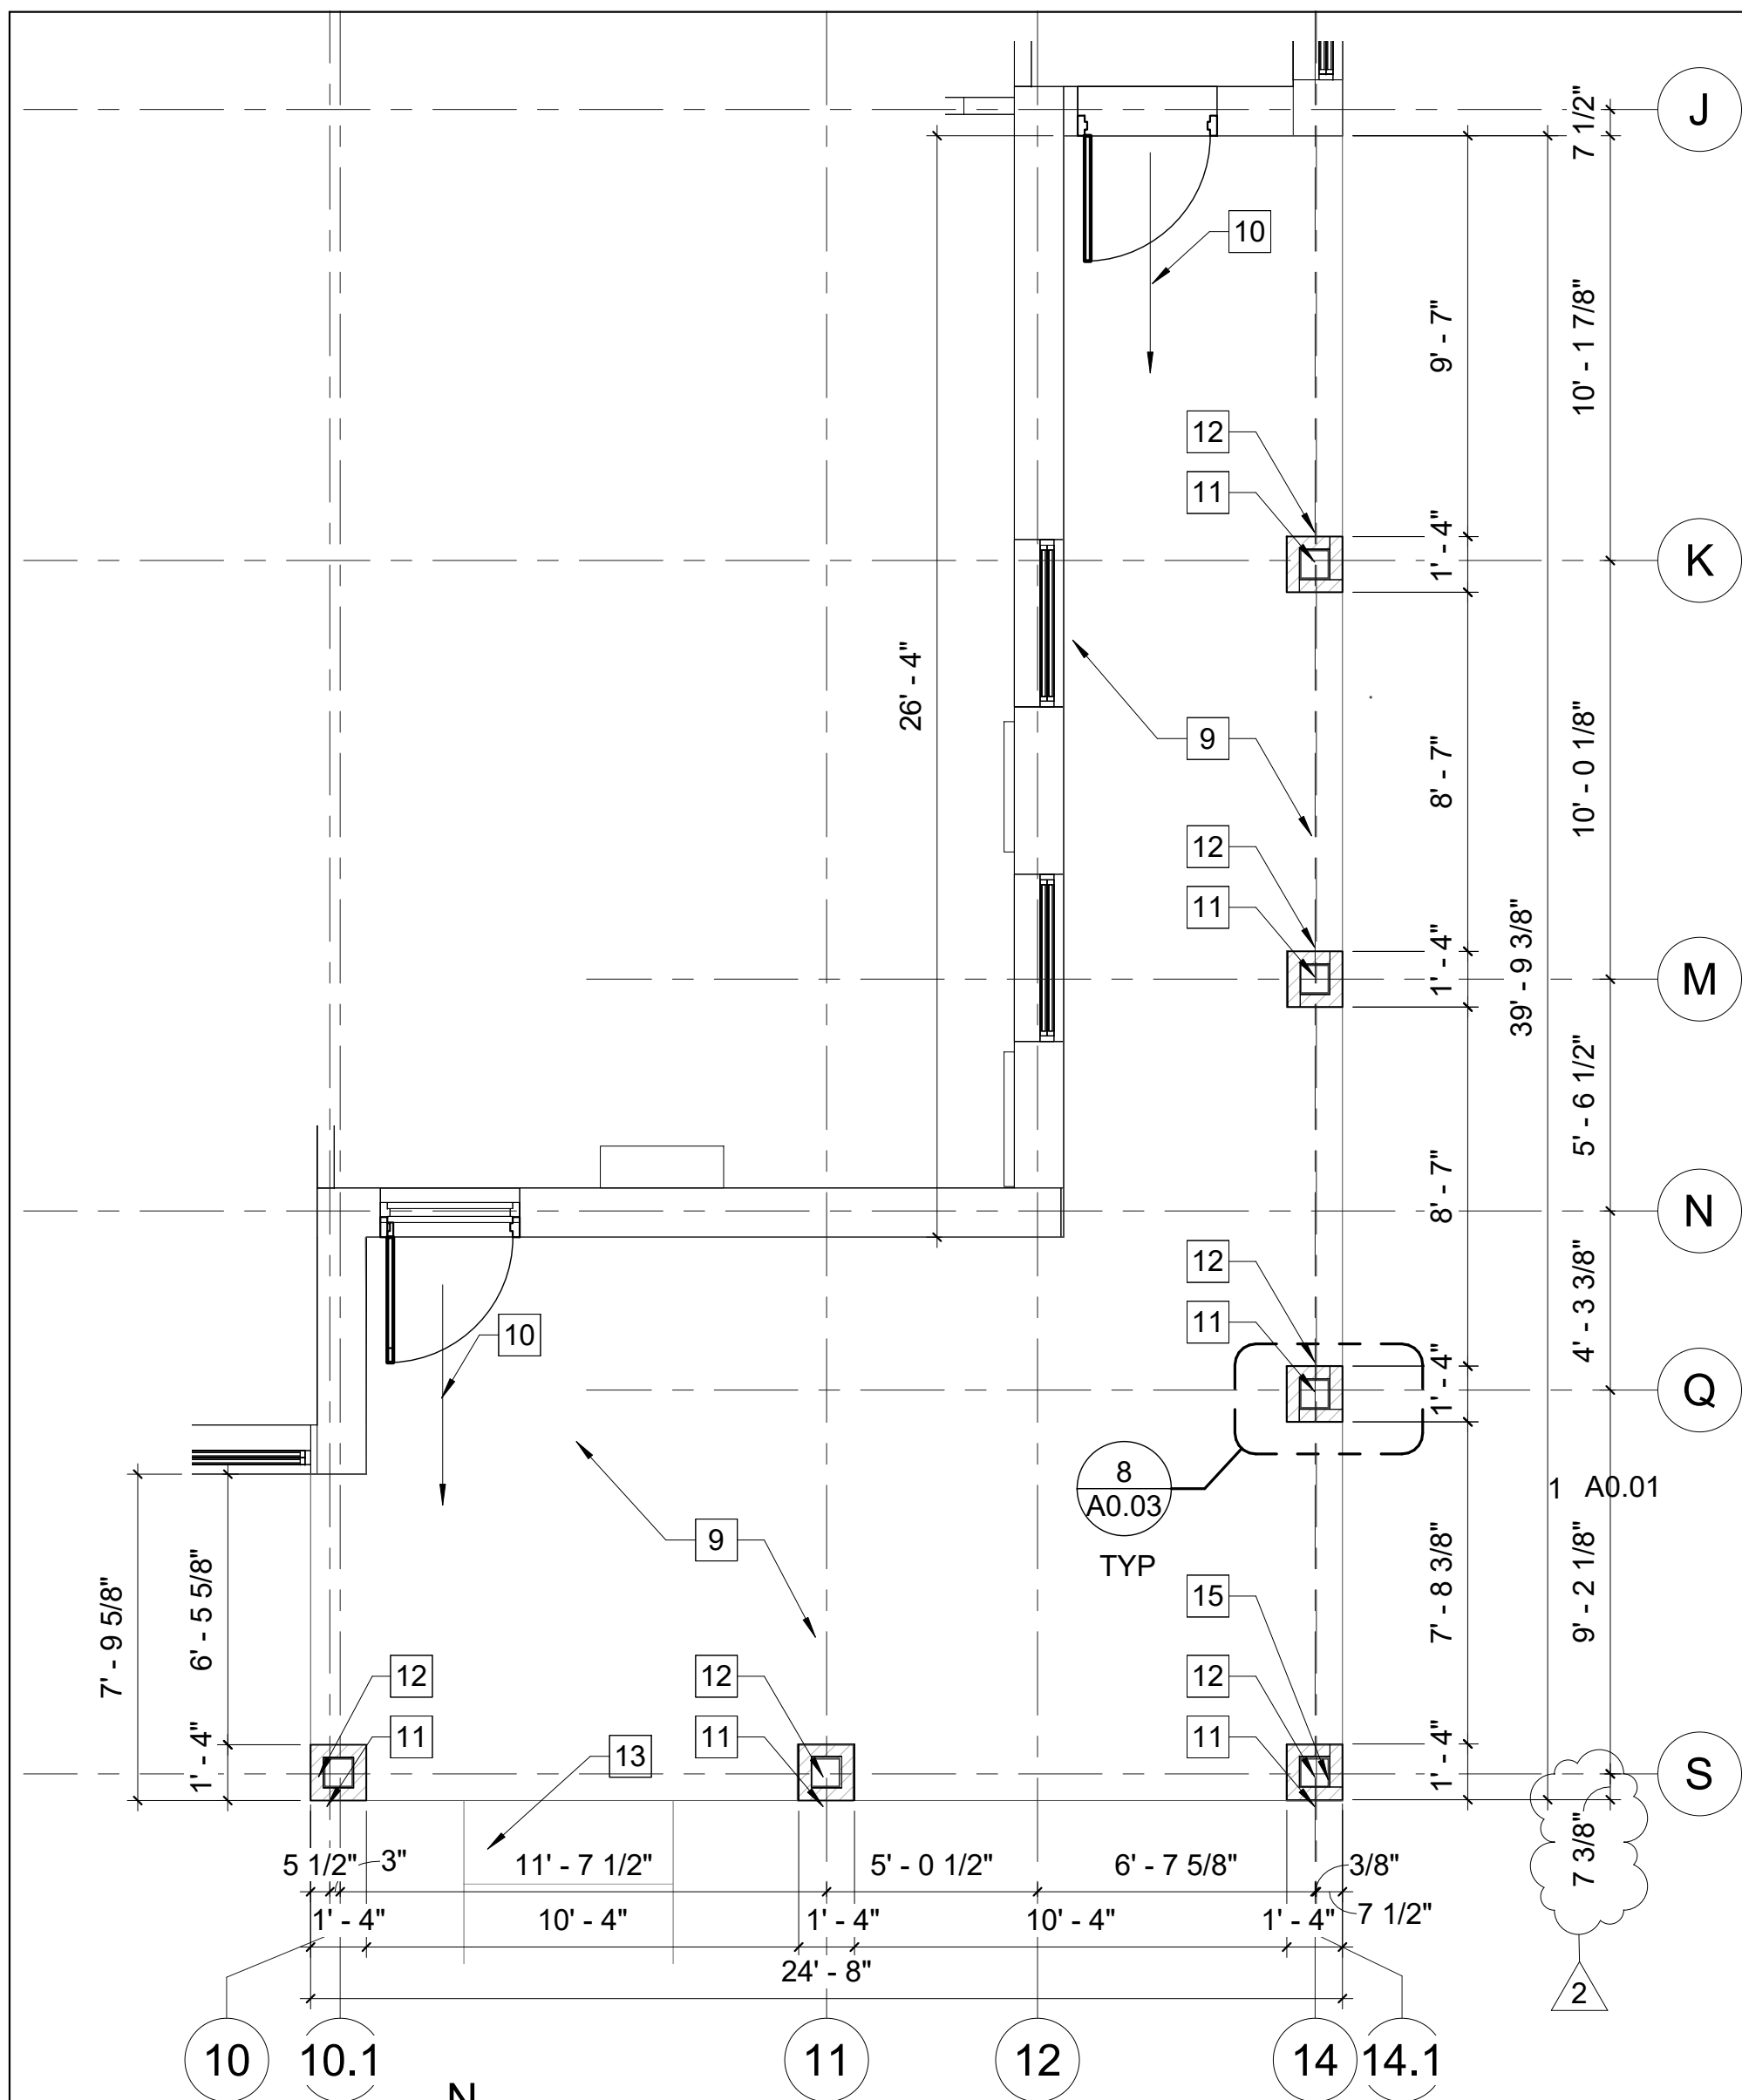 J
7 1/2"
10
9' - 7"
10' - 1 7/8"
12
11
1' - 4"
K
26' - 4"
9
8' - 7"
10' - 0 1/8"
12
11
1' - 4"
39' - 9 3/8"
M
5' - 6 1/2"
8' - 7"
N
12
11
4' - 3 3/8"
10
1' - 4"
Q
8
A0.03
TYP
1 A0.01
9
7' - 8 3/8"
9' - 2 1/8"
7' - 9 5/8"
6' - 5 5/8"
15
12
12
12
11
11
11
13
1' - 4"
1' - 4"
S
7 3/8"
5 1/2"
3"
11' - 7 1/2"
5' - 0 1/2"
6' - 7 5/8"
3/8"
1' - 4"
10' - 4"
1' - 4"
10' - 4"
1' - 4"
7 1/2"
24' - 8"
2
10
10.1
11
12
14
14.1
N